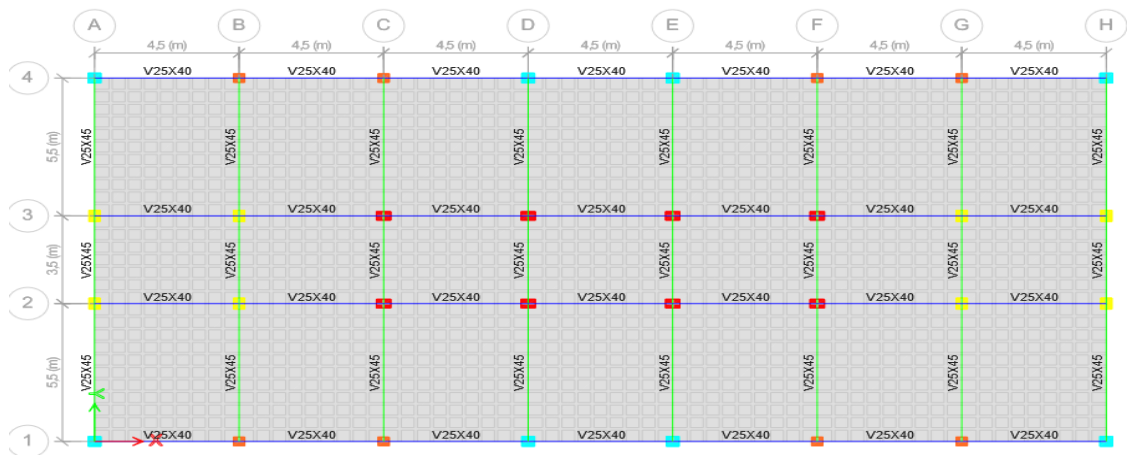 A B C D E F G H
4,5 (m) 4,5 (m) 4,5 (m) 4,5 (m) 4,5 (m) 4,5 (m) 4,5 (m)
4 V25X40 V25X40 V25X40 V25X40 V25X40 V25X40 V25X40
5,5 (m) V25X45 V25X45 V25X45 V25X45 V25X45 V25X45 V25X45 V25X45
3 V25X40 V25X40 V25X40 V25X40 V25X40 V25X40 V25X40
3,5 (m) V25X45 V25X45 V25X45 V25X45 V25X45 V25X45 V25X45 V25X45
2 V25X40 V25X40 V25X40 V25X40 V25X40 V25X40 V25X40
5,5 (m) V25X45 V25X45 V25X45 V25X45 V25X45 V25X45 V25X45 V25X45
Y
1 X V25X40 V25X40 V25X40 V25X40 V25X40 V25X40 V25X40